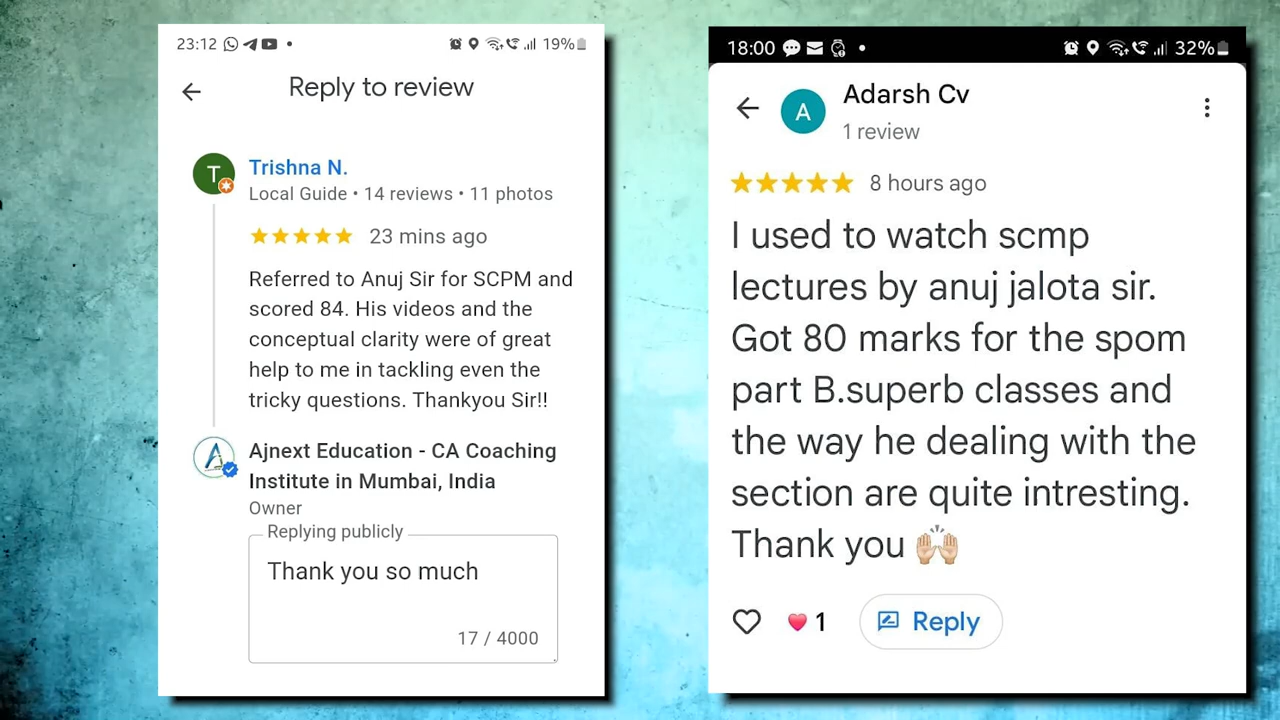 23:12
19%
Reply to review
T
Trishna N.
Local Guide • 14 reviews • 11 photos
23 mins ago
Referred to Anuj Sir for SCPM and
scored 84. His videos and the
conceptual clarity were of great
help to me in tackling even the
tricky questions. Thankyou Sir!!
Ajnext Education - CA Coaching
Institute in Mumbai, India
Owner
Replying publicly
Thank you so much
17 / 4000
18:00
32%
A
Adarsh Cv
1 review
8 hours ago
I used to watch scmp
lectures by anuj jalota sir.
Got 80 marks for the spom
part B.superb classes and
the way he dealing with the
section are quite intresting.
Thank you 🙌🏻
1
Reply